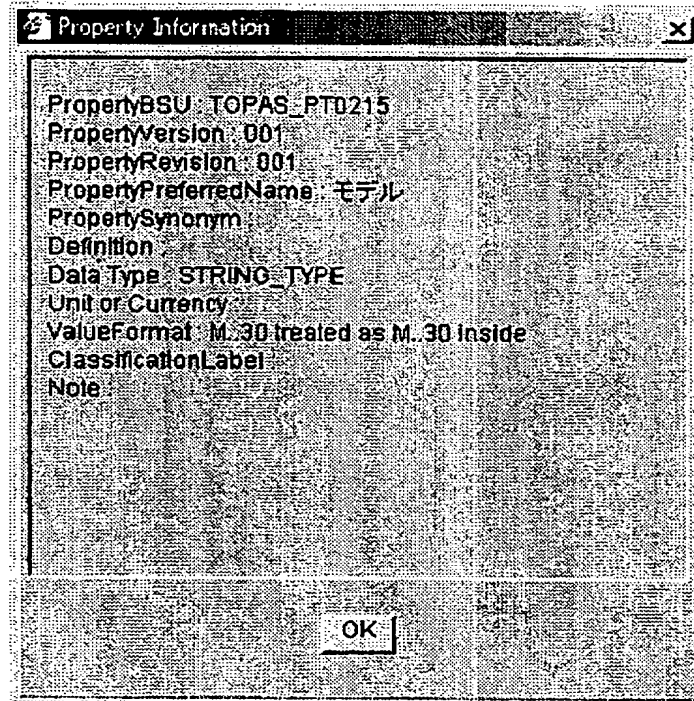 Property Information
PropertyBSU : TOPAS_PT0215
PropertyVersion : 001
PropertyRevision : 001
PropertyPreferredName : モデル
PropertySynonym :
Definition :
Data Type : STRING_TYPE
Unit or Currency :
ValueFormat : M..30 treated as M..30 inside
ClassificationLabel :
Note :
OK